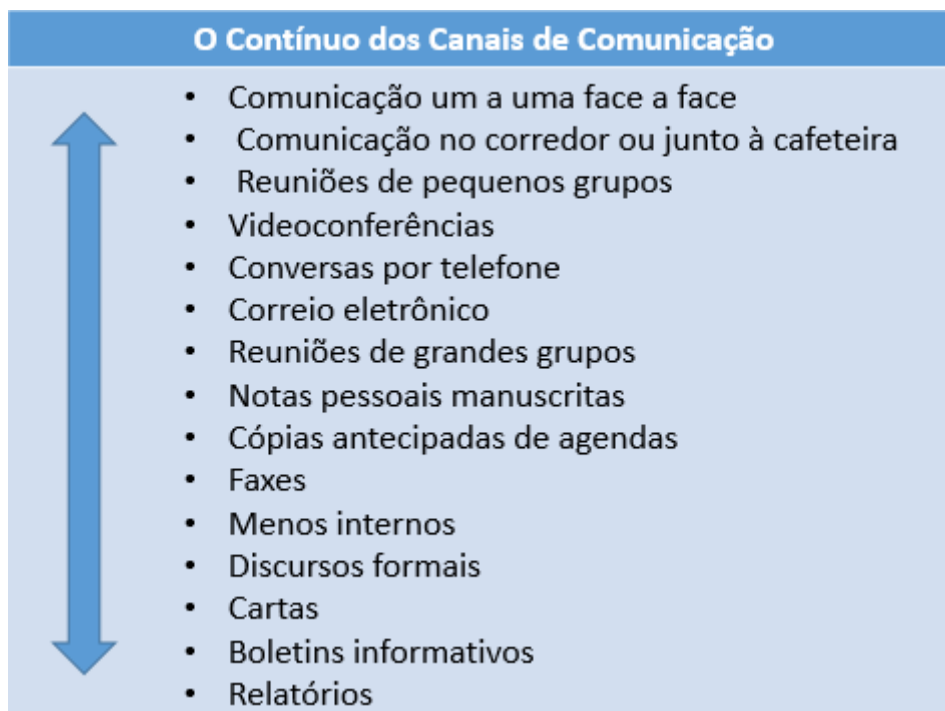 O Contínuo dos Canais de Comunicação
• Comunicação um a uma face a face
• Comunicação no corredor ou junto à cafeteira
• Reuniões de pequenos grupos
• Videoconferências
• Conversas por telefone
• Correio eletrônico
• Reuniões de grandes grupos
• Notas pessoais manuscritas
• Cópias antecipadas de agendas
• Faxes
• Menos internos
• Discursos formais
• Cartas
• Boletins informativos
• Relatórios